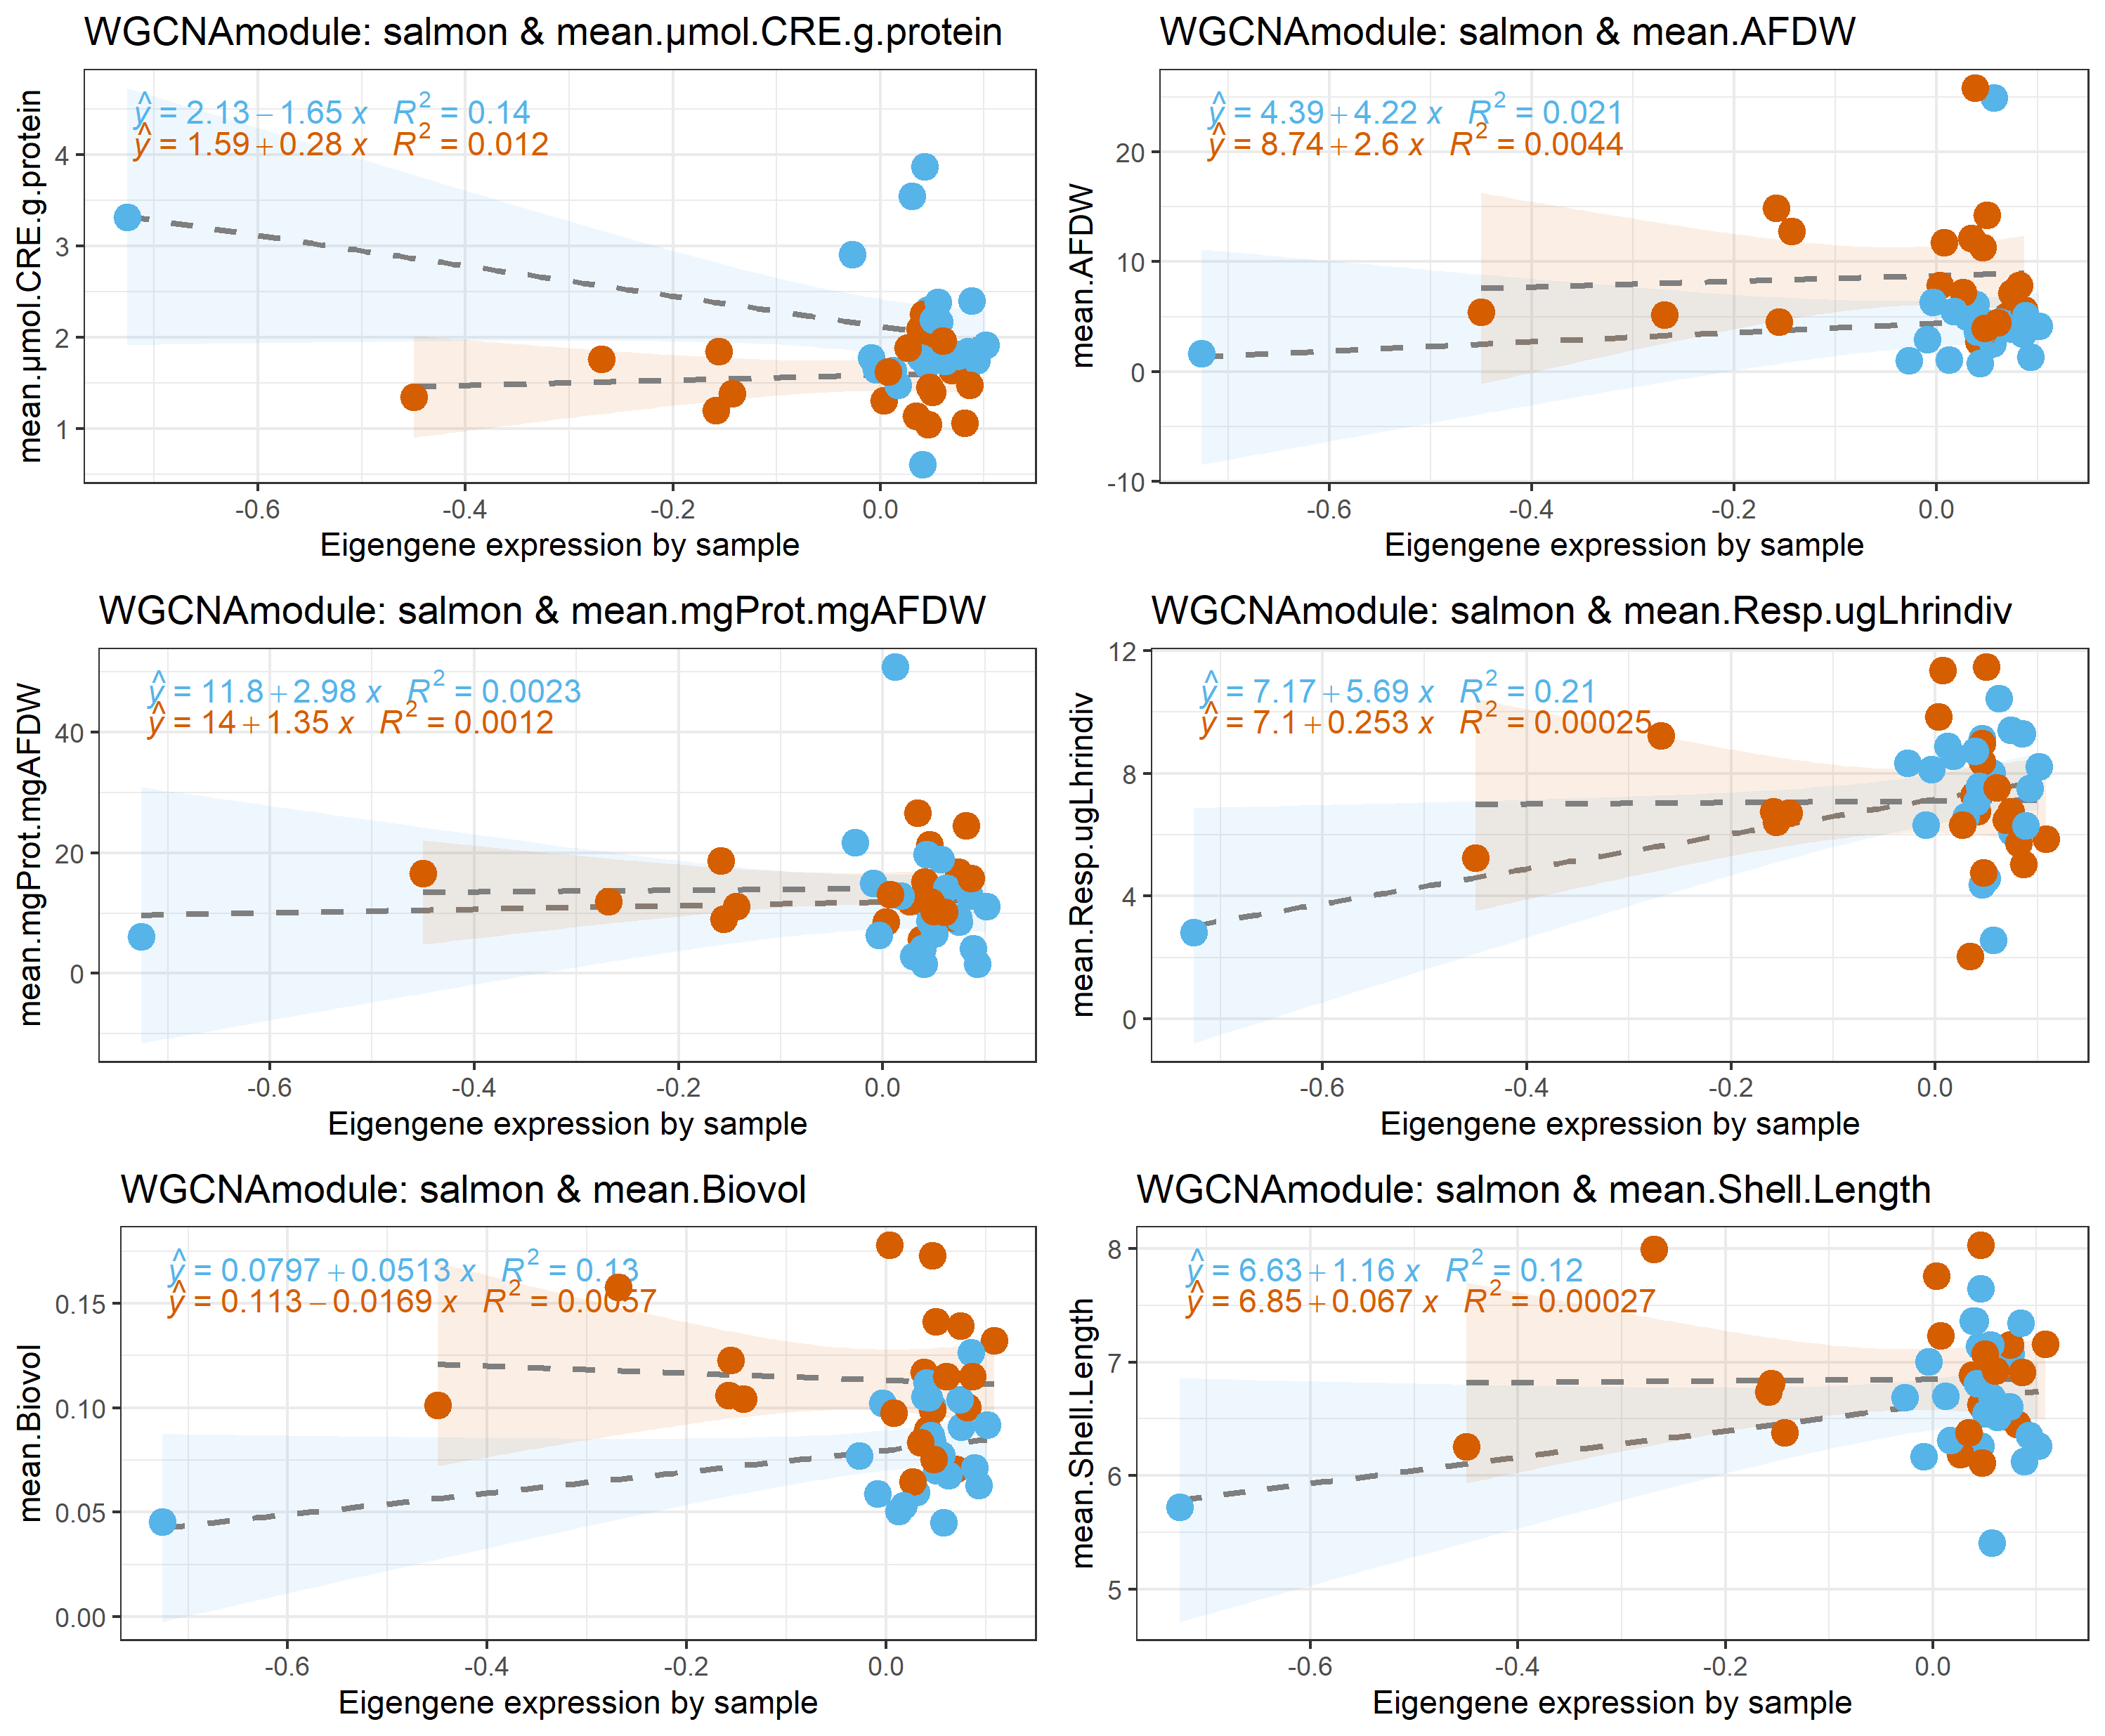 WGCNAmodule: salmon & mean.µmol.CRE.g.protein
ŷ = 2.13 − 1.65 x R² = 0.14
ŷ = 1.59 + 0.28 x R² = 0.012
mean.µmol.CRE.g.protein
4
3
2
1
-0.6 -0.4 -0.2 0.0
Eigengene expression by sample
WGCNAmodule: salmon & mean.AFDW
ŷ = 4.39 + 4.22 x R² = 0.021
ŷ = 8.74 + 2.6 x R² = 0.0044
mean.AFDW
20
10
0
-10
-0.6 -0.4 -0.2 0.0
Eigengene expression by sample
WGCNAmodule: salmon & mean.mgProt.mgAFDW
ŷ = 11.8 + 2.98 x R² = 0.0023
ŷ = 14 + 1.35 x R² = 0.0012
mean.mgProt.mgAFDW
40
20
0
-0.6 -0.4 -0.2 0.0
Eigengene expression by sample
WGCNAmodule: salmon & mean.Resp.ugLhrindiv
ŷ = 7.17 + 5.69 x R² = 0.21
ŷ = 7.1 + 0.253 x R² = 0.00025
mean.Resp.ugLhrindiv
12
8
4
0
-0.6 -0.4 -0.2 0.0
Eigengene expression by sample
WGCNAmodule: salmon & mean.Biovol
ŷ = 0.0797 + 0.0513 x R² = 0.13
ŷ = 0.113 − 0.0169 x R² = 0.0057
mean.Biovol
0.15
0.10
0.05
0.00
-0.6 -0.4 -0.2 0.0
Eigengene expression by sample
WGCNAmodule: salmon & mean.Shell.Length
ŷ = 6.63 + 1.16 x R² = 0.12
ŷ = 6.85 + 0.067 x R² = 0.00027
mean.Shell.Length
8
7
6
5
-0.6 -0.4 -0.2 0.0
Eigengene expression by sample